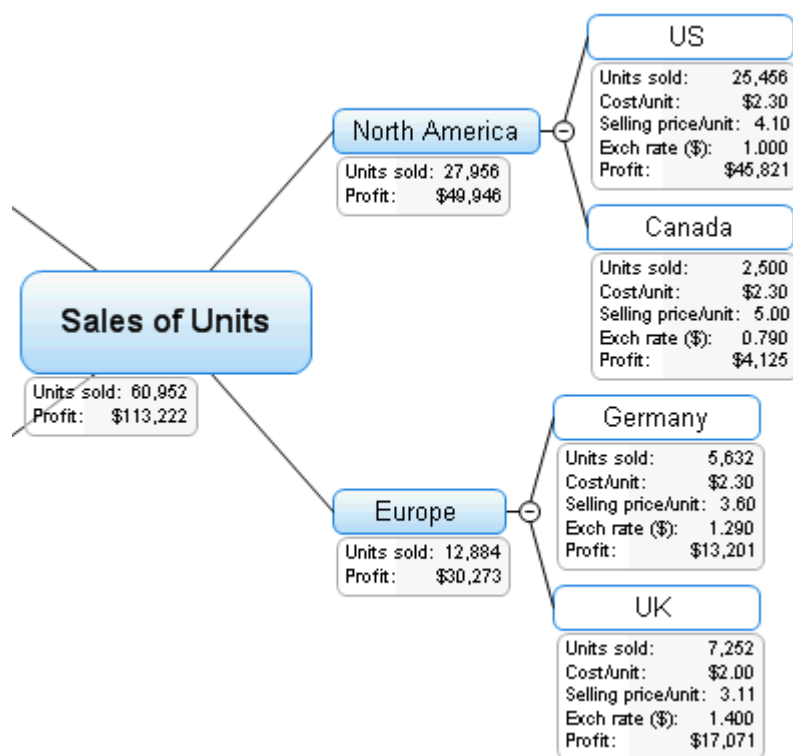 US
Units sold: 25,456
Cost/unit: $2.30
Selling price/unit: 4.10
Exch rate ($): 1.000
Profit: $45,821
North America
Units sold: 27,956
Profit: $49,946
Canada
Units sold: 2,500
Cost/unit: $2.30
Selling price/unit: 5.00
Exch rate ($): 0.790
Profit: $4,125
Sales of Units
Units sold: 60,952
Profit: $113,222
Germany
Units sold: 5,632
Cost/unit: $2.30
Selling price/unit: 3.60
Exch rate ($): 1.290
Profit: $13,201
Europe
Units sold: 12,884
Profit: $30,273
UK
Units sold: 7,252
Cost/unit: $2.00
Selling price/unit: 3.11
Exch rate ($): 1.400
Profit: $17,071